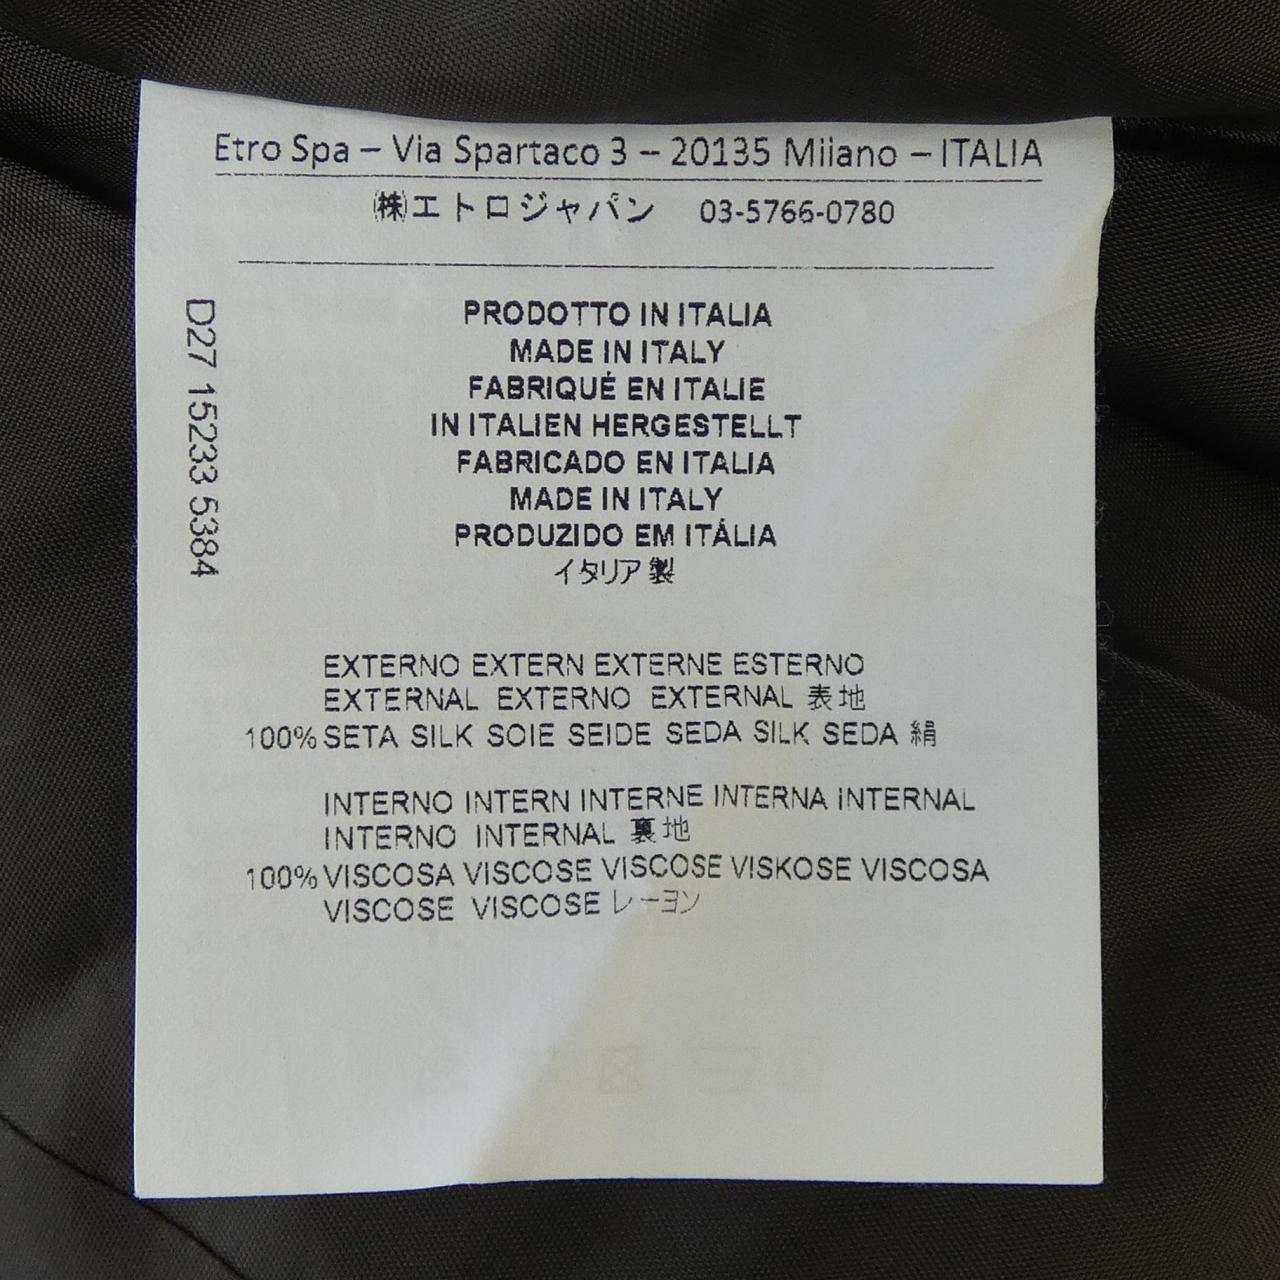 Etro Spa – Via Spartaco 3 – 20135 Milano – ITALIA
㈱エトロジャパン 03-5766-0780
D27 15233 5384
PRODOTTO IN ITALIA
MADE IN ITALY
FABRIQUÉ EN ITALIE
IN ITALIEN HERGESTELLT
FABRICADO EN ITALIA
MADE IN ITALY
PRODUZIDO EM ITÁLIA
イタリア製
EXTERNO EXTERN EXTERNE ESTERNO
EXTERNAL EXTERNO EXTERNAL 表地
100% SETA SILK SOIE SEIDE SEDA SILK SEDA 絹
INTERNO INTERN INTERNE INTERNA INTERNAL
INTERNO INTERNAL 裏地
100% VISCOSA VISCOSE VISCOSE VISKOSE VISCOSA
VISCOSE VISCOSE レーヨン